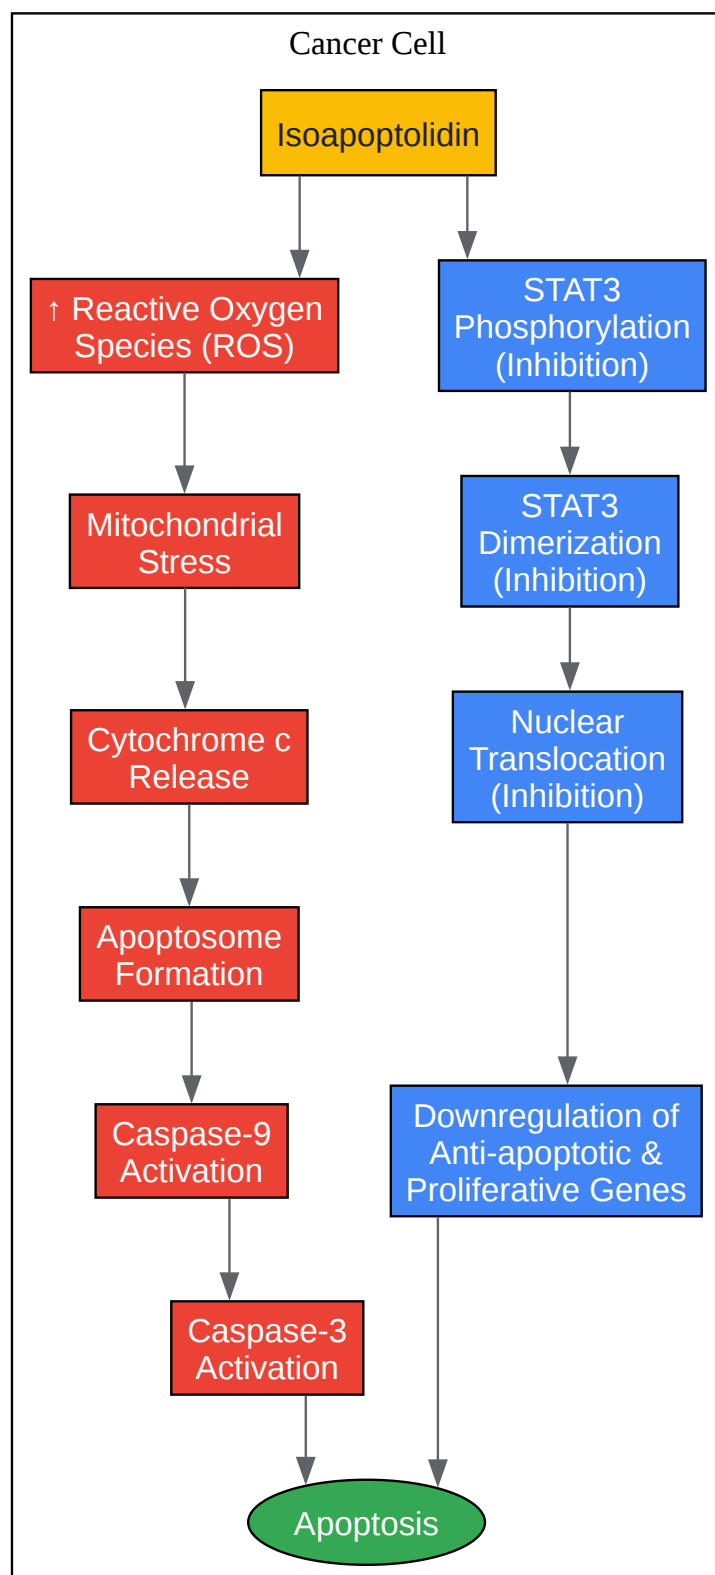 Cancer Cell
Isoapoptolidin
↑ Reactive Oxygen
Species (ROS)
STAT3
Phosphorylation
(Inhibition)
Mitochondrial
Stress
STAT3
Dimerization
(Inhibition)
Cytochrome c
Release
Nuclear
Translocation
(Inhibition)
Apoptosome
Formation
Caspase-9
Activation
Downregulation of
Anti-apoptotic &
Proliferative Genes
Caspase-3
Activation
Apoptosis